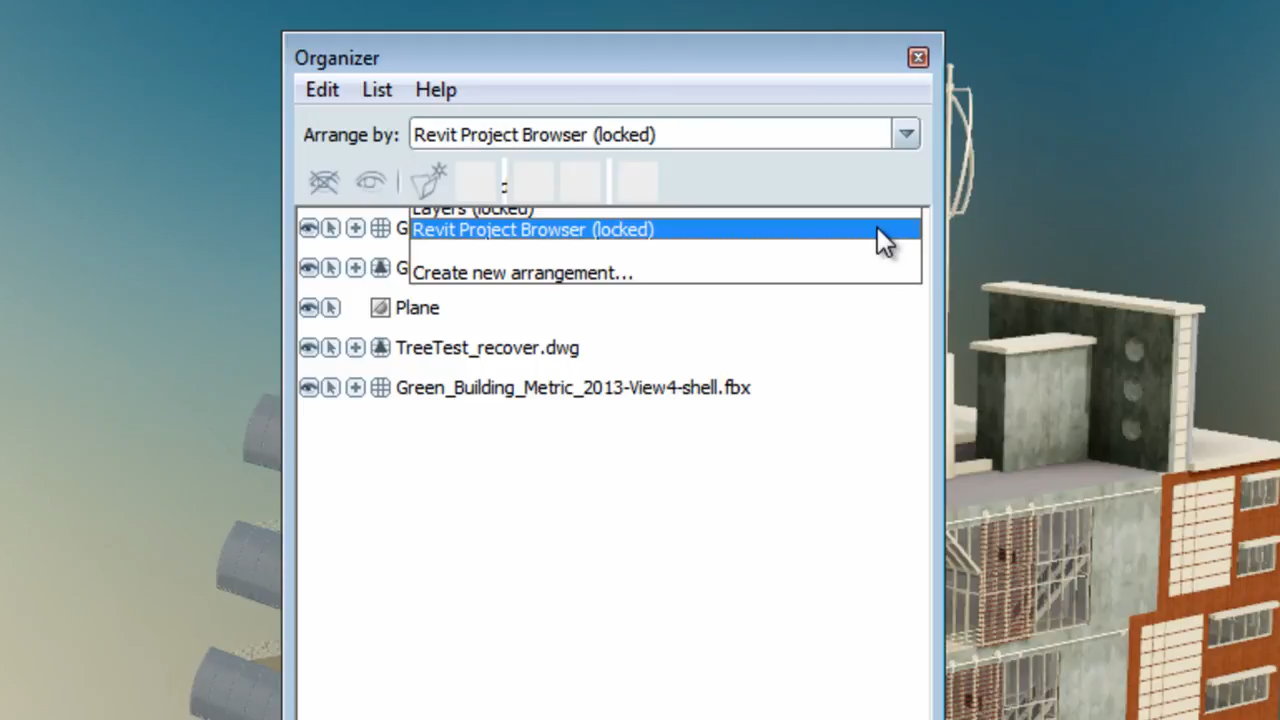 Organizer
Edit List Help
Arrange by: Revit Project Browser (locked)
Layers (locked)
G Revit Project Browser (locked)
G Create new arrangement...
Plane
TreeTest_recover.dwg
Green_Building_Metric_2013-View4-shell.fbx